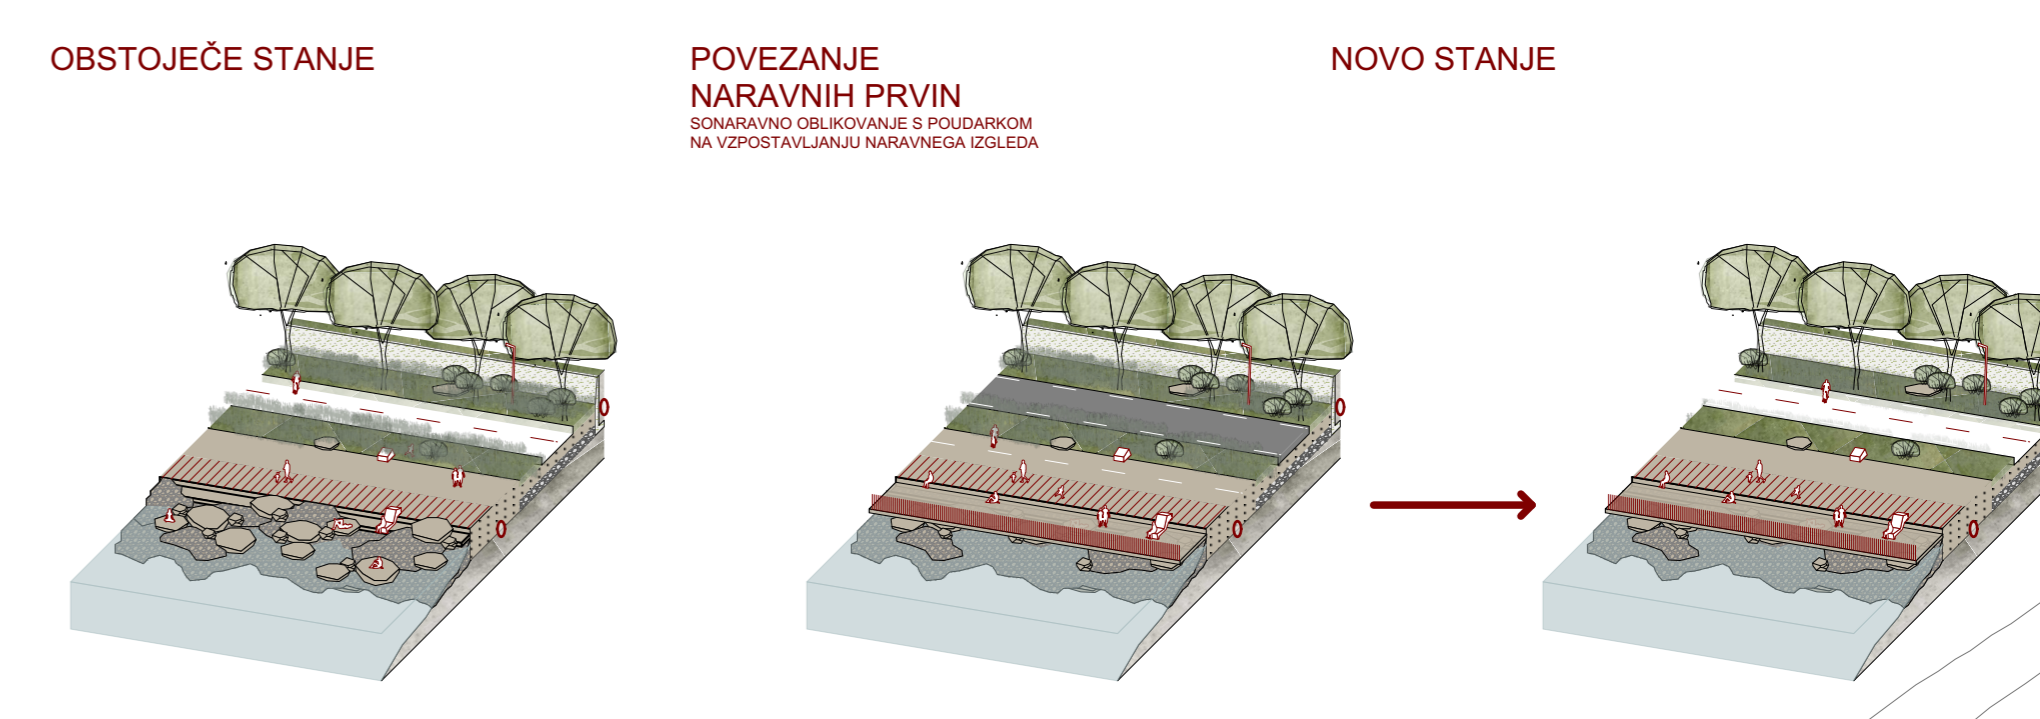 OBSTOJEČE STANJE
POVEZANJE
NARAVNIH PRVIN
SONARAVNO OBLIKOVANJE S POUDARKOM
NA VZPOSTAVLJANJU NARAVNEGA IZGLEDA
NOVO STANJE